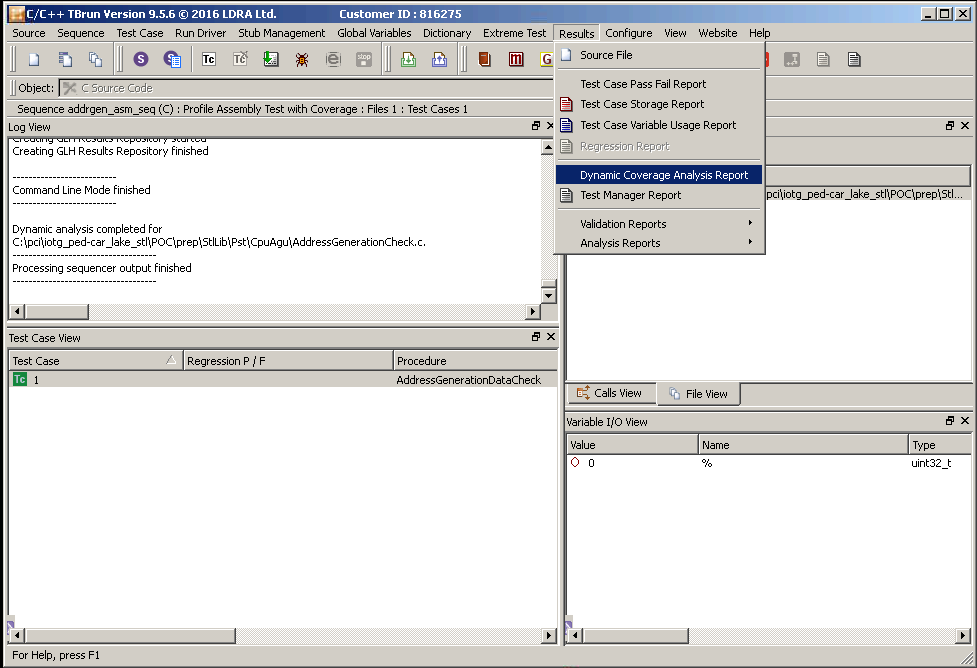 C/C++ TBrun Version 9.5.6 © 2016 LDRA Ltd. Customer ID : 816275
Source Sequence Test Case Run Driver Stub Management Global Variables Dictionary Extreme Test Results Configure View Website Help
S S Tc Tc stop m G
Object: C Source Code
Sequence addrgen_asm_seq (C) : Profile Assembly Test with Coverage : Files 1 : Test Cases 1
Source File
Test Case Pass Fail Report
Test Case Storage Report
Test Case Variable Usage Report
Regression Report
Dynamic Coverage Analysis Report
Test Manager Report
Validation Reports
Analysis Reports
Log View
Creating GLH Results Repository started
Creating GLH Results Repository finished
--------------------------
Command Line Mode finished
--------------------------
Dynamic analysis completed for
C:\pci\iotg_ped-car_lake_stl\POC\prep\StlLib\Pst\CpuAgu\AddressGenerationCheck.c.
------------------------------------
Processing sequencer output finished
------------------------------------
pci\iotg_ped-car_lake_stl\POC\prep\Stl...
Calls View File View
Test Case View
Test Case Regression P / F Procedure
Tc 1 AddressGenerationDataCheck
Variable I/O View
Value Name Type
0 % uint32_t
For Help, press F1